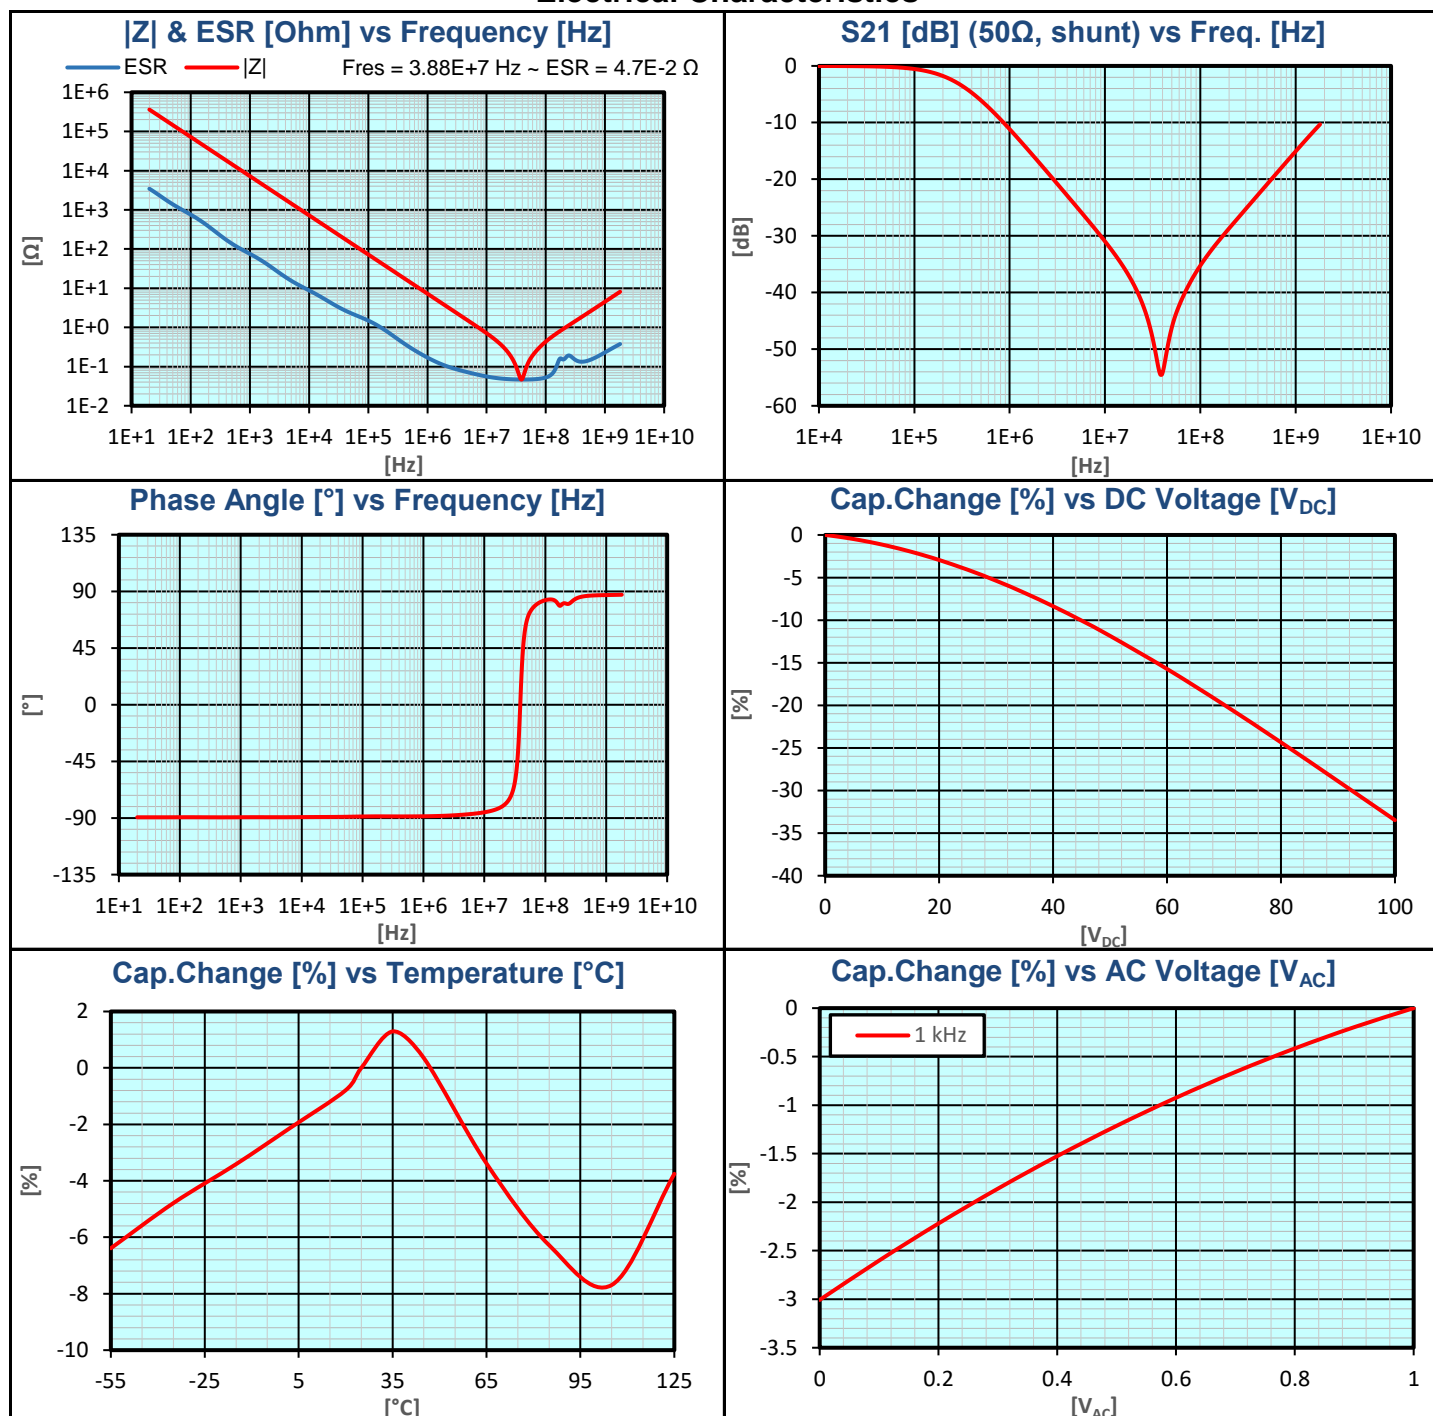 Electrical Characteristics
|Z| & ESR [Ohm] vs Frequency [Hz]
ESR |Z| Fres = 3.88E+7 Hz ~ ESR = 4.7E-2 Ω
1E+6
1E+5
1E+4
1E+3
1E+2
1E+1
1E+0
1E-1
1E-2
[Ω]
1E+1 1E+2 1E+3 1E+4 1E+5 1E+6 1E+7 1E+8 1E+9 1E+10
[Hz]
S21 [dB] (50Ω, shunt) vs Freq. [Hz]
0
-10
-20
-30
-40
-50
-60
[dB]
1E+4 1E+5 1E+6 1E+7 1E+8 1E+9 1E+10
[Hz]
Phase Angle [°] vs Frequency [Hz]
135
90
45
0
-45
-90
-135
[°]
1E+1 1E+2 1E+3 1E+4 1E+5 1E+6 1E+7 1E+8 1E+9 1E+10
[Hz]
Cap.Change [%] vs DC Voltage [VDC]
0
-5
-10
-15
-20
-25
-30
-35
-40
[%]
0 20 40 60 80 100
[VDC]
Cap.Change [%] vs Temperature [°C]
2
0
-2
-4
-6
-8
-10
[%]
-55 -25 5 35 65 95 125
[°C]
Cap.Change [%] vs AC Voltage [VAC]
1 kHz
0
-0.5
-1
-1.5
-2
-2.5
-3
-3.5
[%]
0 0.2 0.4 0.6 0.8 1
[VAC]